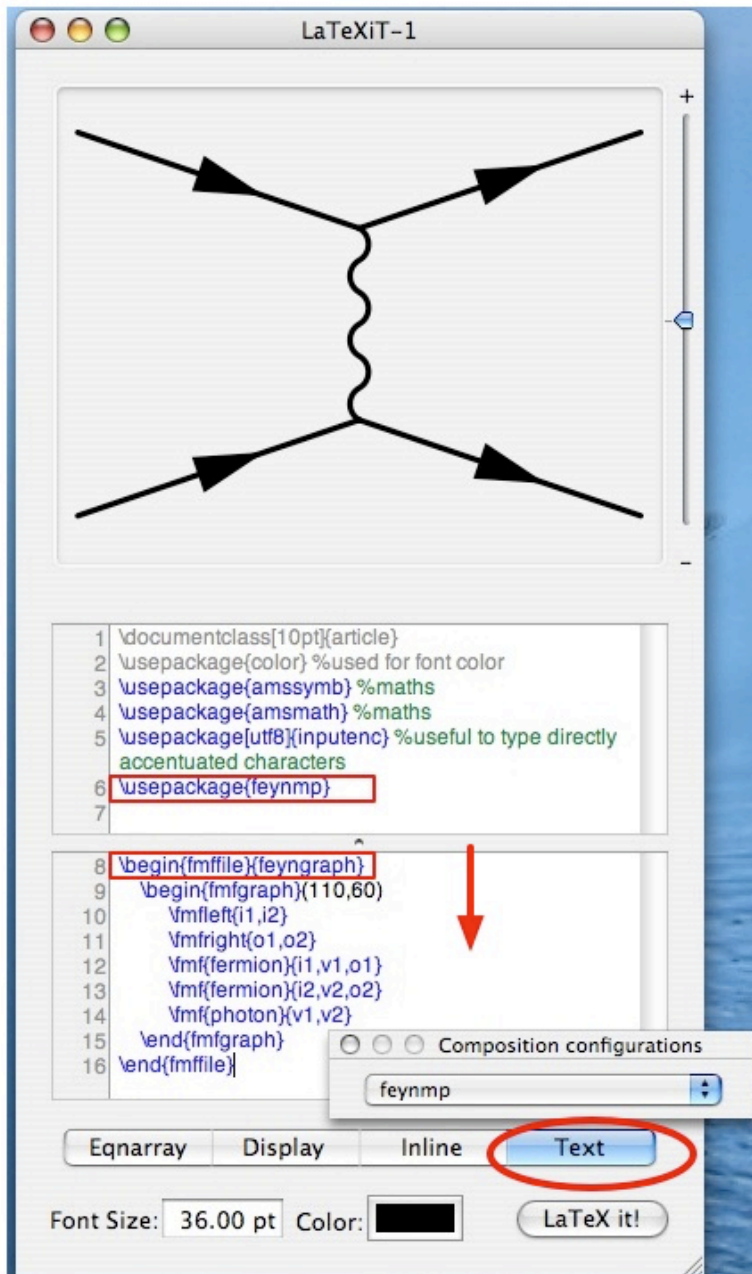 LaTeXiT-1
+
-
1 \documentclass[10pt]{article}
2 \usepackage{color} %used for font color
3 \usepackage{amssymb} %maths
4 \usepackage{amsmath} %maths
5 \usepackage[utf8]{inputenc} %useful to type directly
accentuated characters
6 \usepackage{feynmp}
7
8 \begin{fmffile}{feyngraph}
9 \begin{fmfgraph}(110,60)
10 \fmfleft{i1,i2}
11 \fmfright{o1,o2}
12 \fmf{fermion}{i1,v1,o1}
13 \fmf{fermion}{i2,v2,o2}
14 \fmf{photon}{v1,v2}
15 \end{fmfgraph}
16 \end{fmffile}
Composition configurations
feynmp
Eqnarray Display Inline Text
Font Size: 36.00 pt Color: LaTeX it!